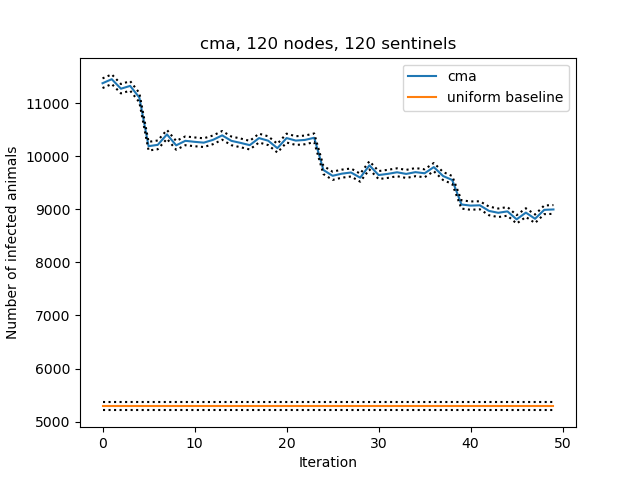 cma, 120 nodes, 120 sentinels
cma
uniform baseline
Number of infected animals
11000
10000
9000
8000
7000
6000
5000
0 10 20 30 40 50
Iteration